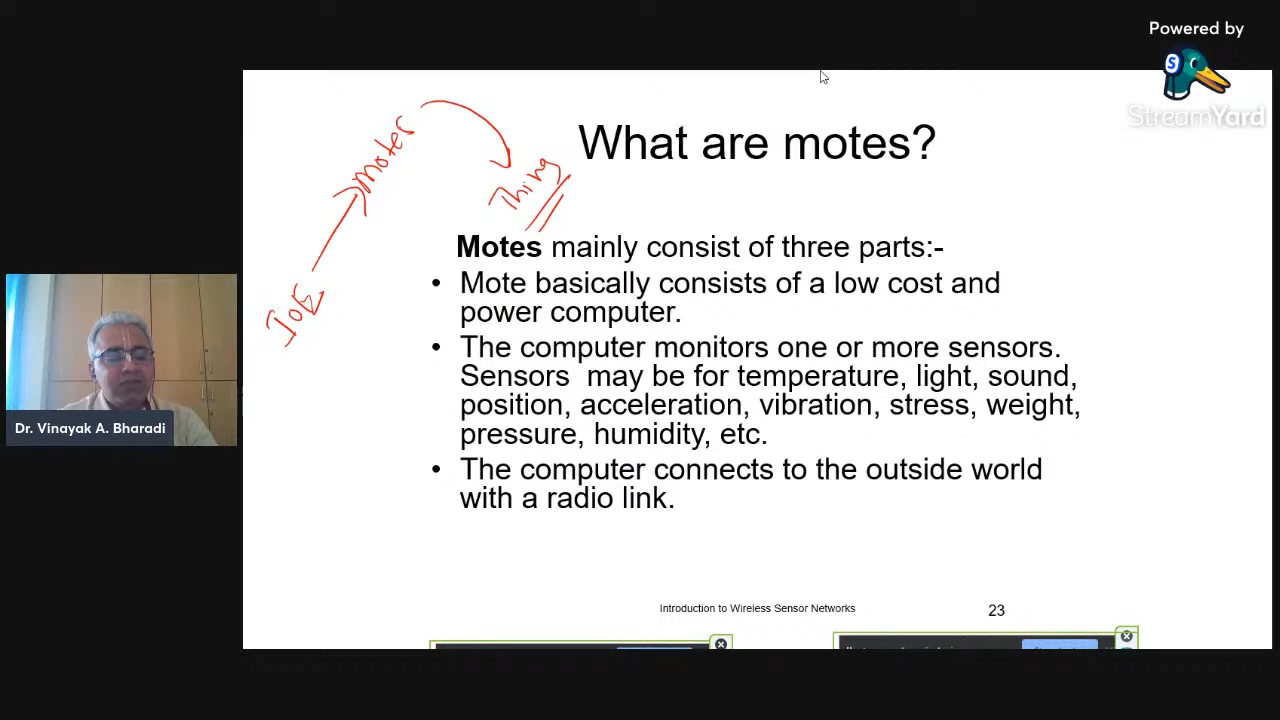 Powered by
StreamYard
What are motes?
Motes
Thing
IOE
Motes mainly consist of three parts:-
• Mote basically consists of a low cost and
power computer.
• The computer monitors one or more sensors.
Sensors may be for temperature, light, sound,
position, acceleration, vibration, stress, weight,
pressure, humidity, etc.
• The computer connects to the outside world
with a radio link.
Dr. Vinayak A. Bharadi
Introduction to Wireless Sensor Networks
23